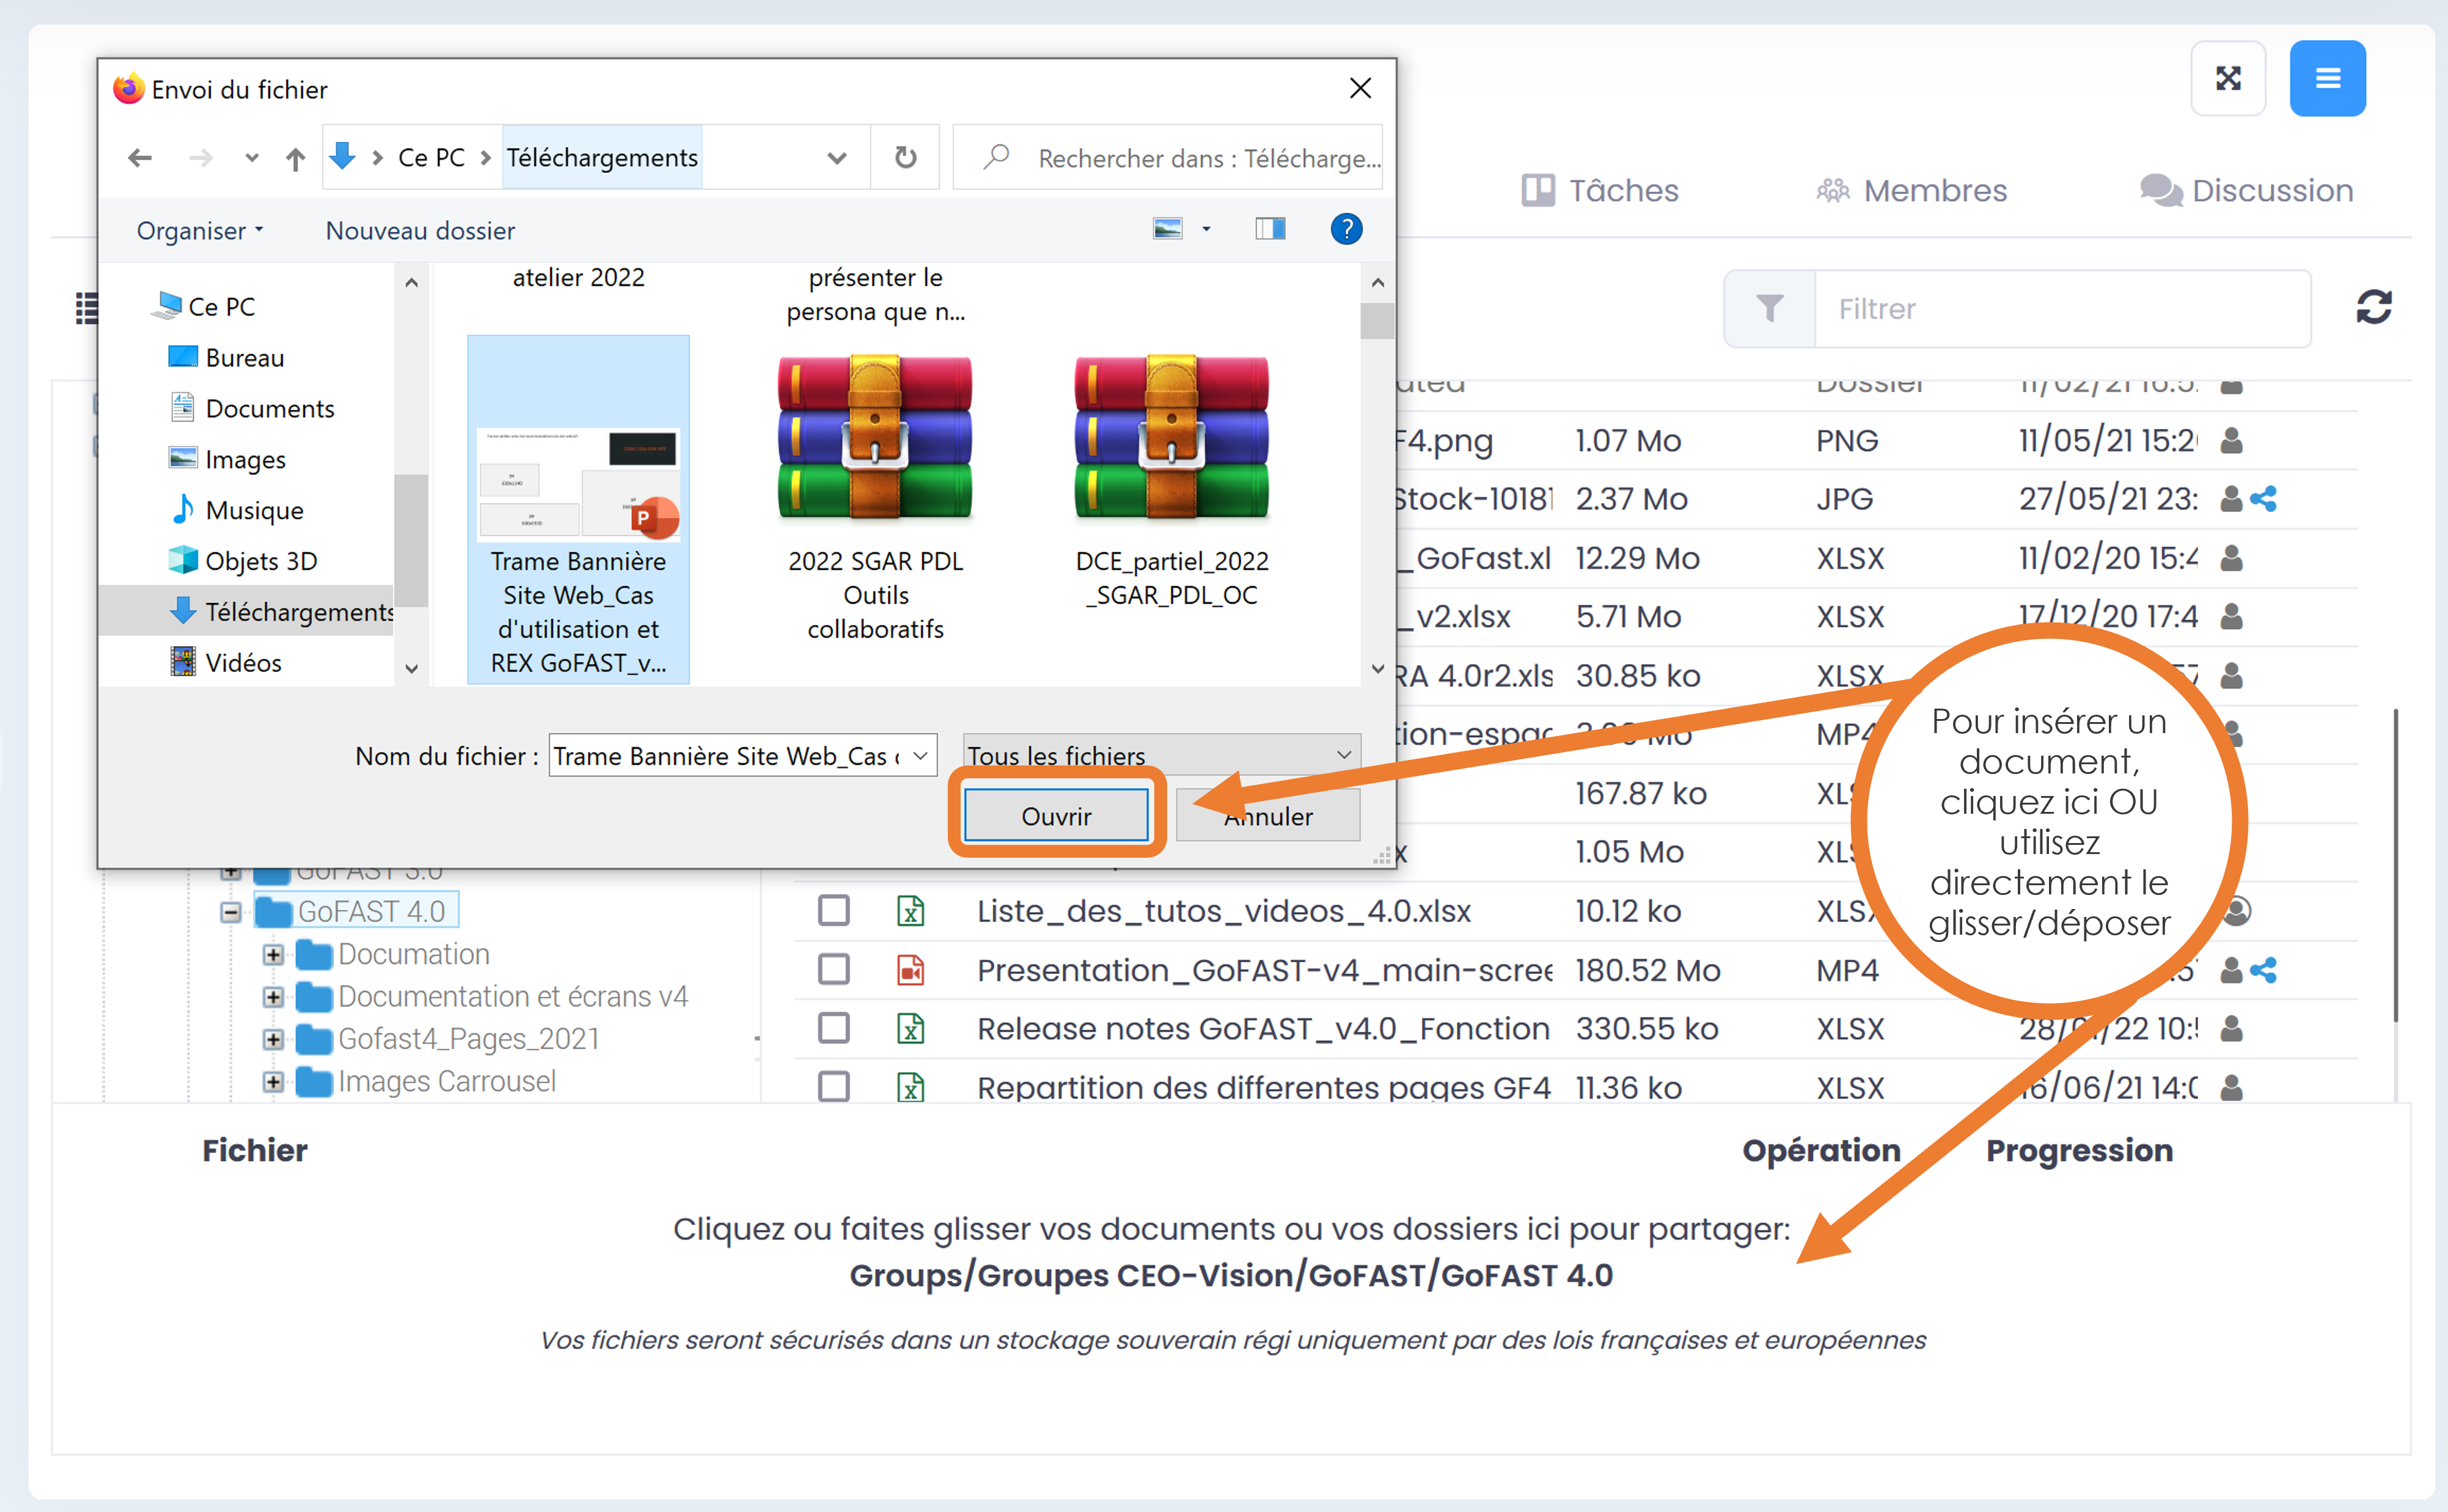 Envoi du fichier
Ce PC > Téléchargements
Rechercher dans : Télécharge...
Organiser
Nouveau dossier
Tâches
Membres
Discussion
Filtrer
Ce PC
Bureau
Documents
Images
Musique
Objets 3D
Téléchargements
Vidéos
atelier 2022
présenter le
persona que n...
Trame Bannière
Site Web_Cas
d'utilisation et
REX GoFAST_v...
2022 SGAR PDL
Outils
collaboratifs
DCE_partiel_2022
_SGAR_PDL_OC
Nom du fichier :
Trame Bannière Site Web_Cas
Tous les fichiers
Ouvrir
Annuler
Dossier 11/02/21 16:5
F4.png 1.07 Mo PNG 11/05/21 15:2
Stock-10181 2.37 Mo JPG 27/05/21 23:
_GoFast.xl 12.29 Mo XLSX 11/02/20 15:4
_v2.xlsx 5.71 Mo XLSX 17/12/20 17:4
RA 4.0r2.xls 30.85 ko XLSX
tion-espac MP4
167.87 ko XLS
1.05 Mo XLS
Pour insérer un
document,
cliquez ici OU
utilisez
directement le
glisser/déposer
GoFAST 3.0
GoFAST 4.0
Documation
Documentation et écrans v4
Gofast4_Pages_2021
Images Carrousel
Liste_des_tutos_videos_4.0.xlsx 10.12 ko XLSX
Presentation_GoFAST-v4_main-scree 180.52 Mo MP4
Release notes GoFAST_v4.0_Fonction 330.55 ko XLSX 28/01/22 10:
Repartition des differentes pages GF4 11.36 ko XLSX 16/06/21 14:0
Fichier Opération Progression
Cliquez ou faites glisser vos documents ou vos dossiers ici pour partager:
Groups/Groupes CEO-Vision/GoFAST/GoFAST 4.0
Vos fichiers seront sécurisés dans un stockage souverain régi uniquement par des lois françaises et européennes